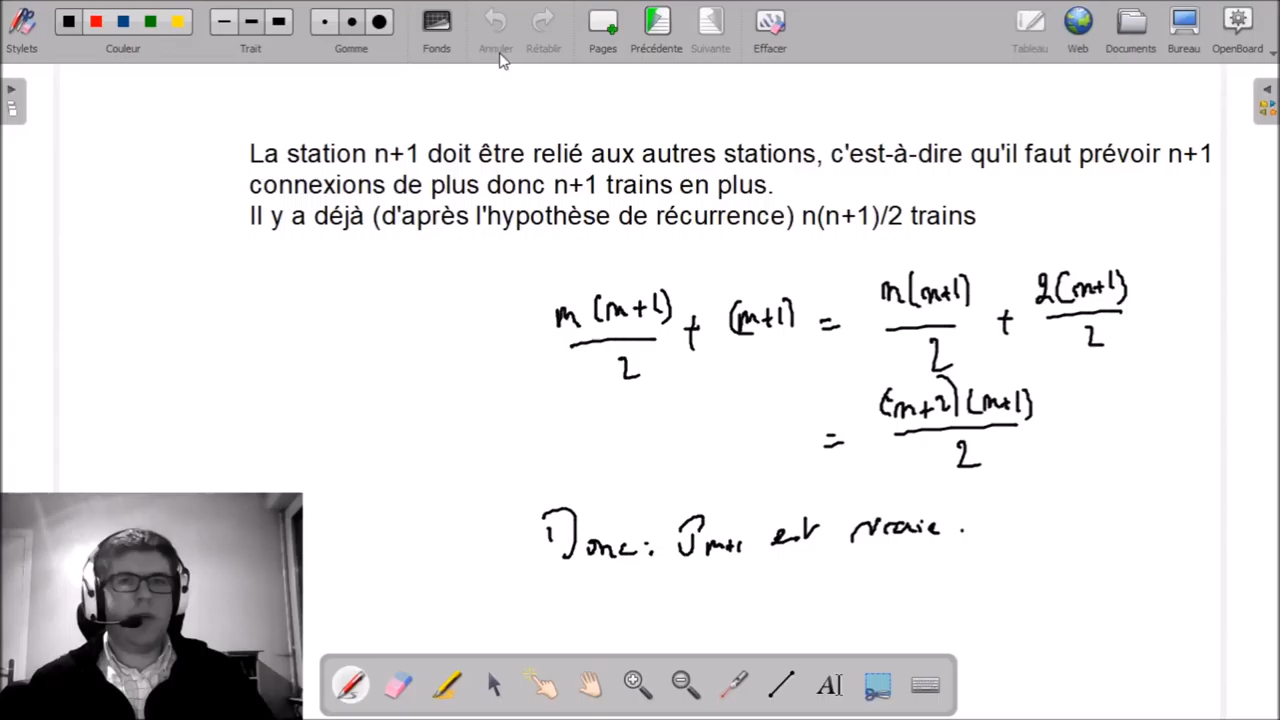 Stylets
Couleur
Trait
Gomme
Fonds
Annuler
Rétablir
Pages
Précédente
Suivante
Effacer
Tableau
Web
Documents
Bureau
OpenBoard
La station n+1 doit être relié aux autres stations, c'est-à-dire qu'il faut prévoir n+1
connexions de plus donc n+1 trains en plus.
Il y a déjà (d'après l'hypothèse de récurrence) n(n+1)/2 trains
n(n+1)/2 + (n+1) = n(n+1)/2 + 2(n+1)/2
= (n+2)(n+1)/2
Donc: P n+1 est vraie.
AI